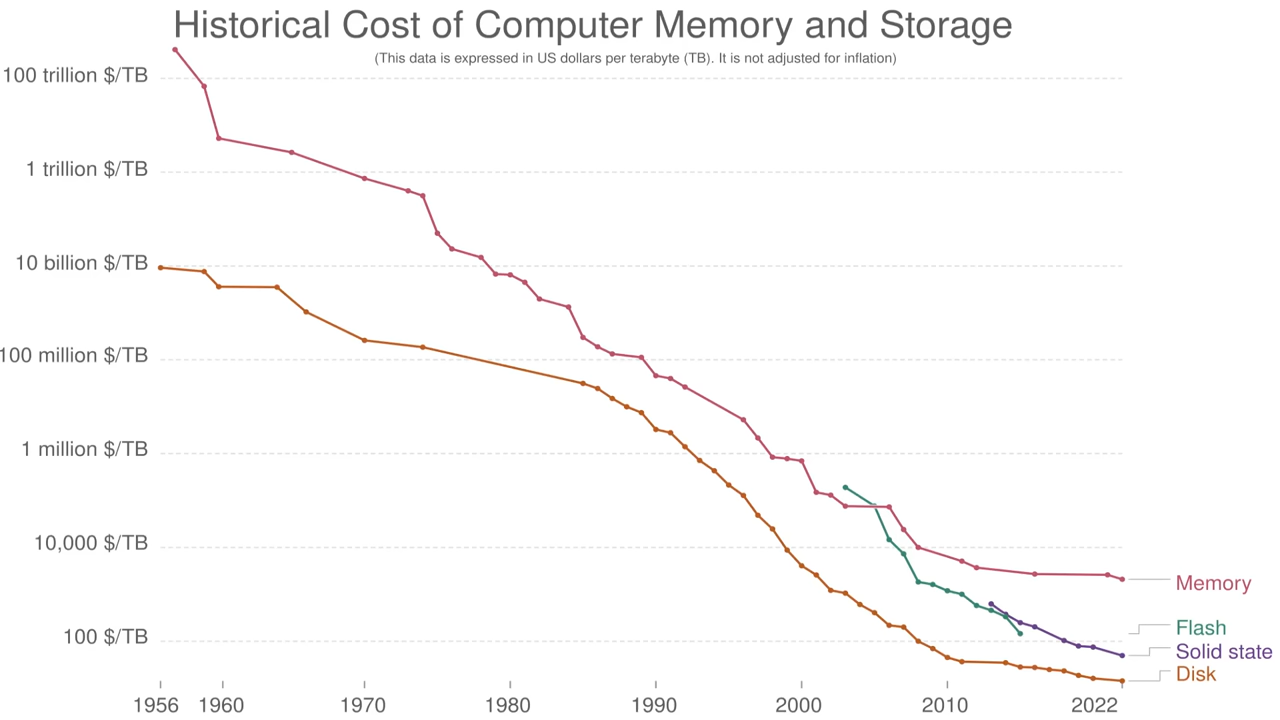 Historical Cost of Computer Memory and Storage
(This data is expressed in US dollars per terabyte (TB). It is not adjusted for inflation)
100 trillion $/TB
1 trillion $/TB
10 billion $/TB
100 million $/TB
1 million $/TB
10,000 $/TB
100 $/TB
Memory
Flash
Solid state
Disk
1956 1960 1970 1980 1990 2000 2010 2022